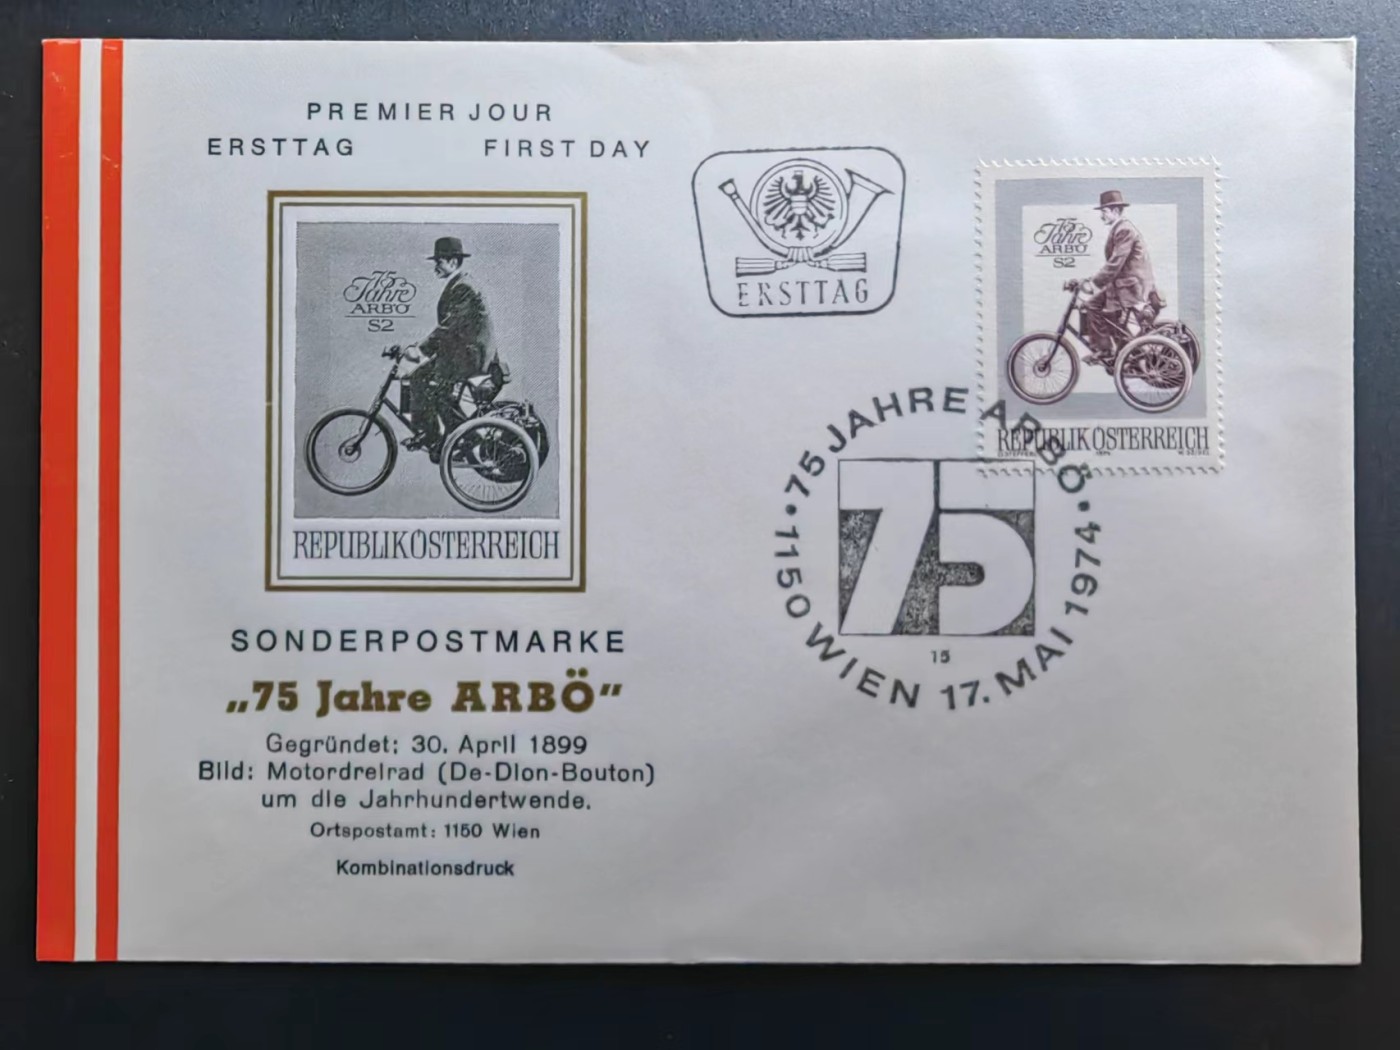 PREMIER JOUR
ERSTTAG FIRST DAY
75
Jahre
ARBÖ
S2
REPUBLIK ÖSTERREICH
SONDERPOSTMARKE
„75 Jahre ARBÖ”
Gegründet: 30. April 1899
Bild: Motordreirad (De-Dion-Bouton)
um die Jahrhundertwende.
Ortspostamt: 1150 Wien
Kombinationsdruck
ERSTTAG
75
Jahre
ARBÖ
S2
REPUBLIK ÖSTERREICH
1974
• 75 JAHRE ARBÖ •
75
15
1150 WIEN 17. MAI 1974